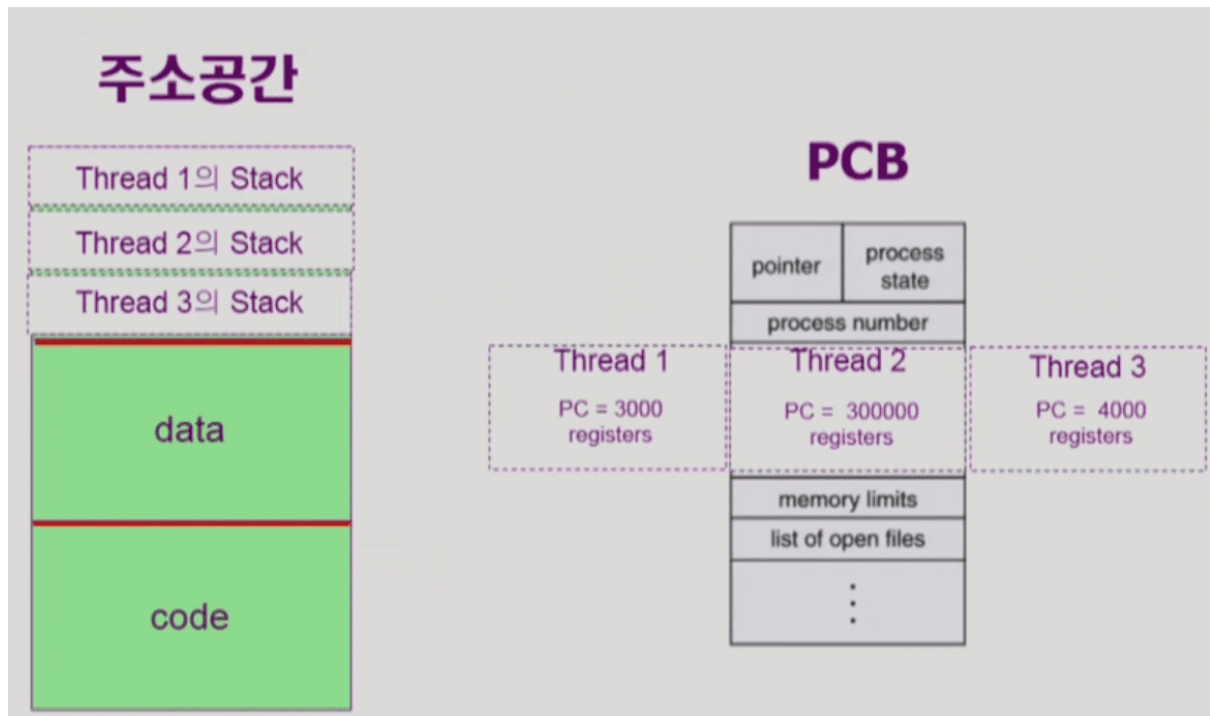 주소공간
Thread 1의 Stack
Thread 2의 Stack
Thread 3의 Stack
data
code
PCB
pointer
process
state
process number
Thread 1
PC = 3000
registers
Thread 2
PC = 300000
registers
Thread 3
PC = 4000
registers
memory limits
list of open files